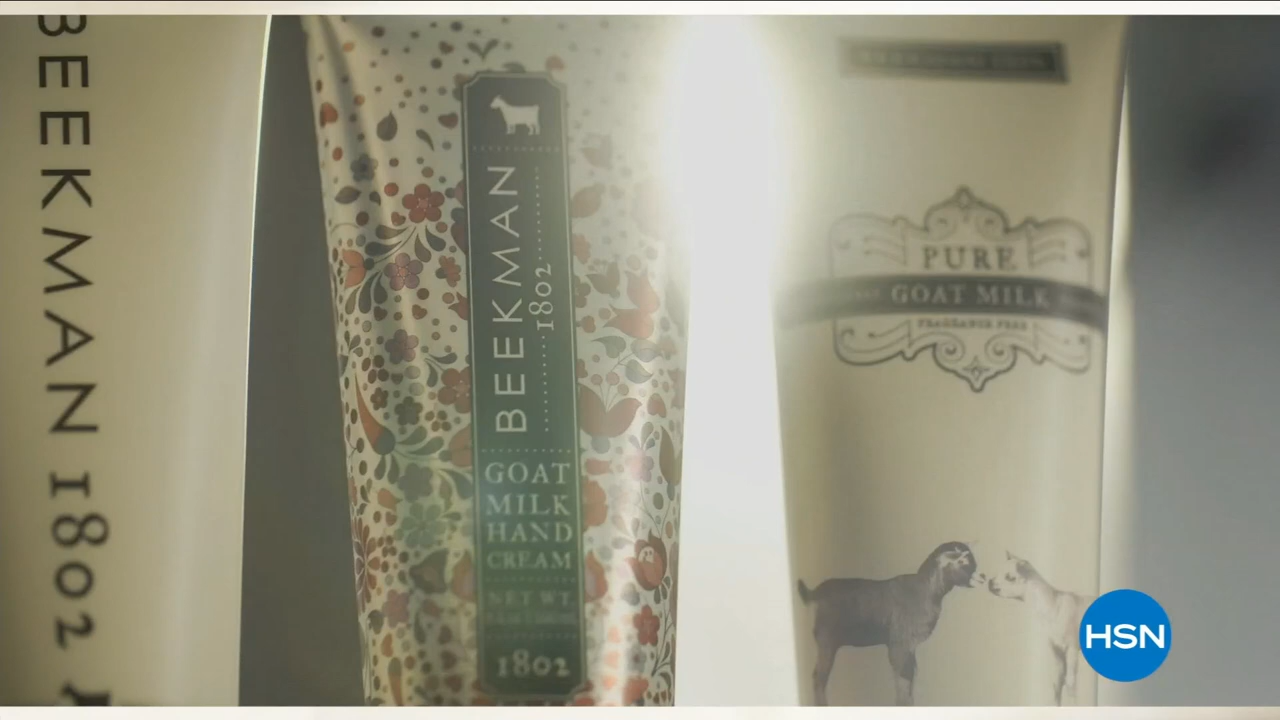 BEEKMAN 1802
BEEKMAN
1802
GOAT
MILK
HAND
CREAM
NET WT.
1802
PURE
GOAT MILK
FRAGRANCE FREE
HSN